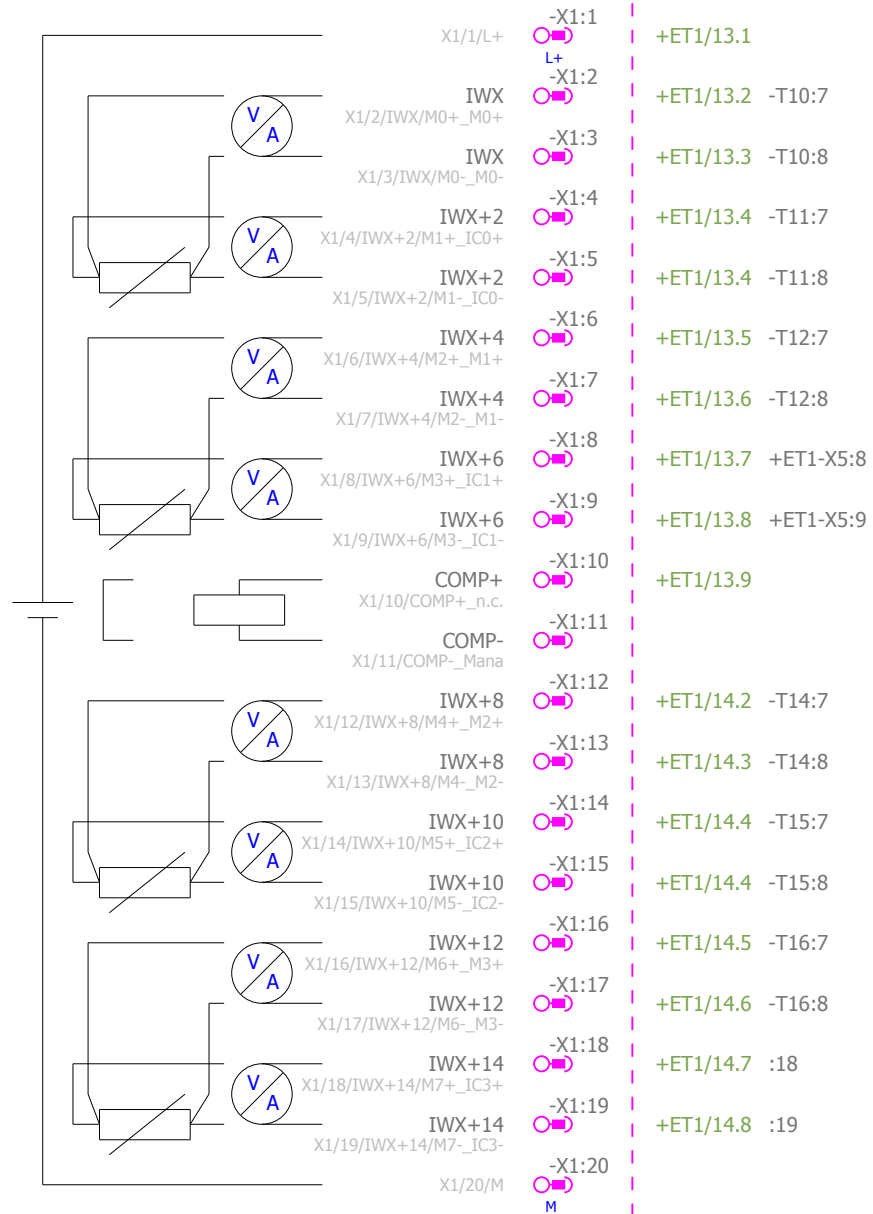 -X1:1
X1/1/L+ +ET1/13.1
L+
-X1:2
V A IWX +ET1/13.2 -T10:7
X1/2/IWX/M0+_M0+
-X1:3
IWX +ET1/13.3 -T10:8
X1/3/IWX/M0-_M0-
-X1:4
V A IWX+2 +ET1/13.4 -T11:7
X1/4/IWX+2/M1+_IC0+
-X1:5
IWX+2 +ET1/13.4 -T11:8
X1/5/IWX+2/M1-_IC0-
-X1:6
V A IWX+4 +ET1/13.5 -T12:7
X1/6/IWX+4/M2+_M1+
-X1:7
IWX+4 +ET1/13.6 -T12:8
X1/7/IWX+4/M2-_M1-
-X1:8
V A IWX+6 +ET1/13.7 +ET1-X5:8
X1/8/IWX+6/M3+_IC1+
-X1:9
IWX+6 +ET1/13.8 +ET1-X5:9
X1/9/IWX+6/M3-_IC1-
-X1:10
COMP+ +ET1/13.9
X1/10/COMP+_n.c.
-X1:11
COMP-
X1/11/COMP-_Mana
-X1:12
V A IWX+8 +ET1/14.2 -T14:7
X1/12/IWX+8/M4+_M2+
-X1:13
IWX+8 +ET1/14.3 -T14:8
X1/13/IWX+8/M4-_M2-
-X1:14
V A IWX+10 +ET1/14.4 -T15:7
X1/14/IWX+10/M5+_IC2+
-X1:15
IWX+10 +ET1/14.4 -T15:8
X1/15/IWX+10/M5-_IC2-
-X1:16
V A IWX+12 +ET1/14.5 -T16:7
X1/16/IWX+12/M6+_M3+
-X1:17
IWX+12 +ET1/14.6 -T16:8
X1/17/IWX+12/M6-_M3-
-X1:18
V A IWX+14 +ET1/14.7 :18
X1/18/IWX+14/M7+_IC3+
-X1:19
IWX+14 +ET1/14.8 :19
X1/19/IWX+14/M7-_IC3-
-X1:20
X1/20/M
M